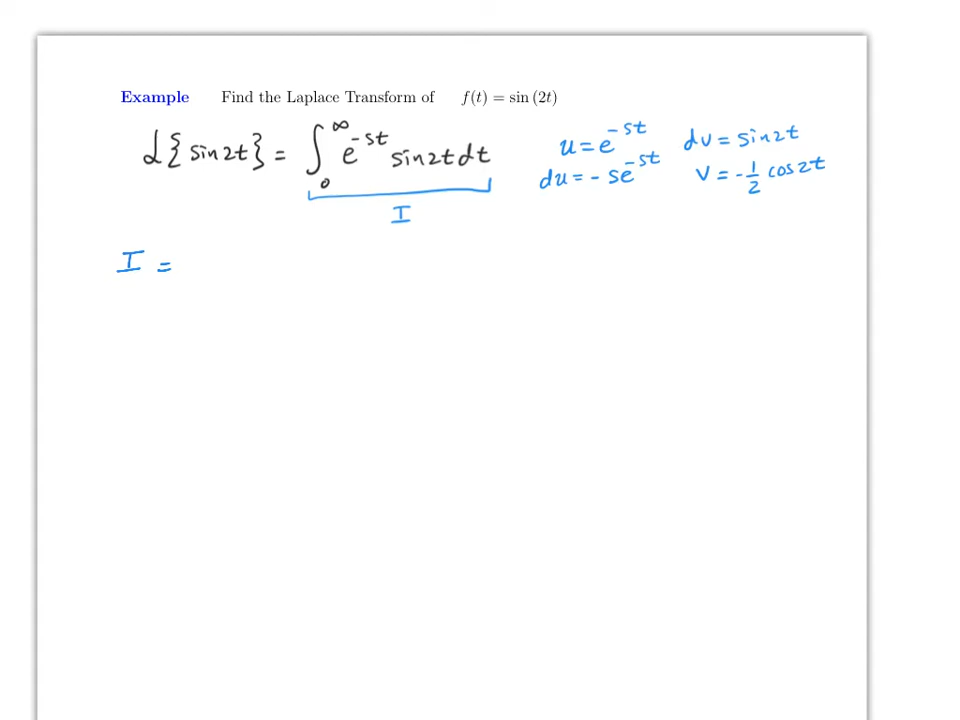 Example Find the Laplace Transform of f(t) = sin (2t)
ℒ{sin2t} = ∫₀^∞ e^{-st} sin2t dt
u = e^{-st} dv = sin2t
du = -se^{-st} v = -1/2 cos2t
I
I =